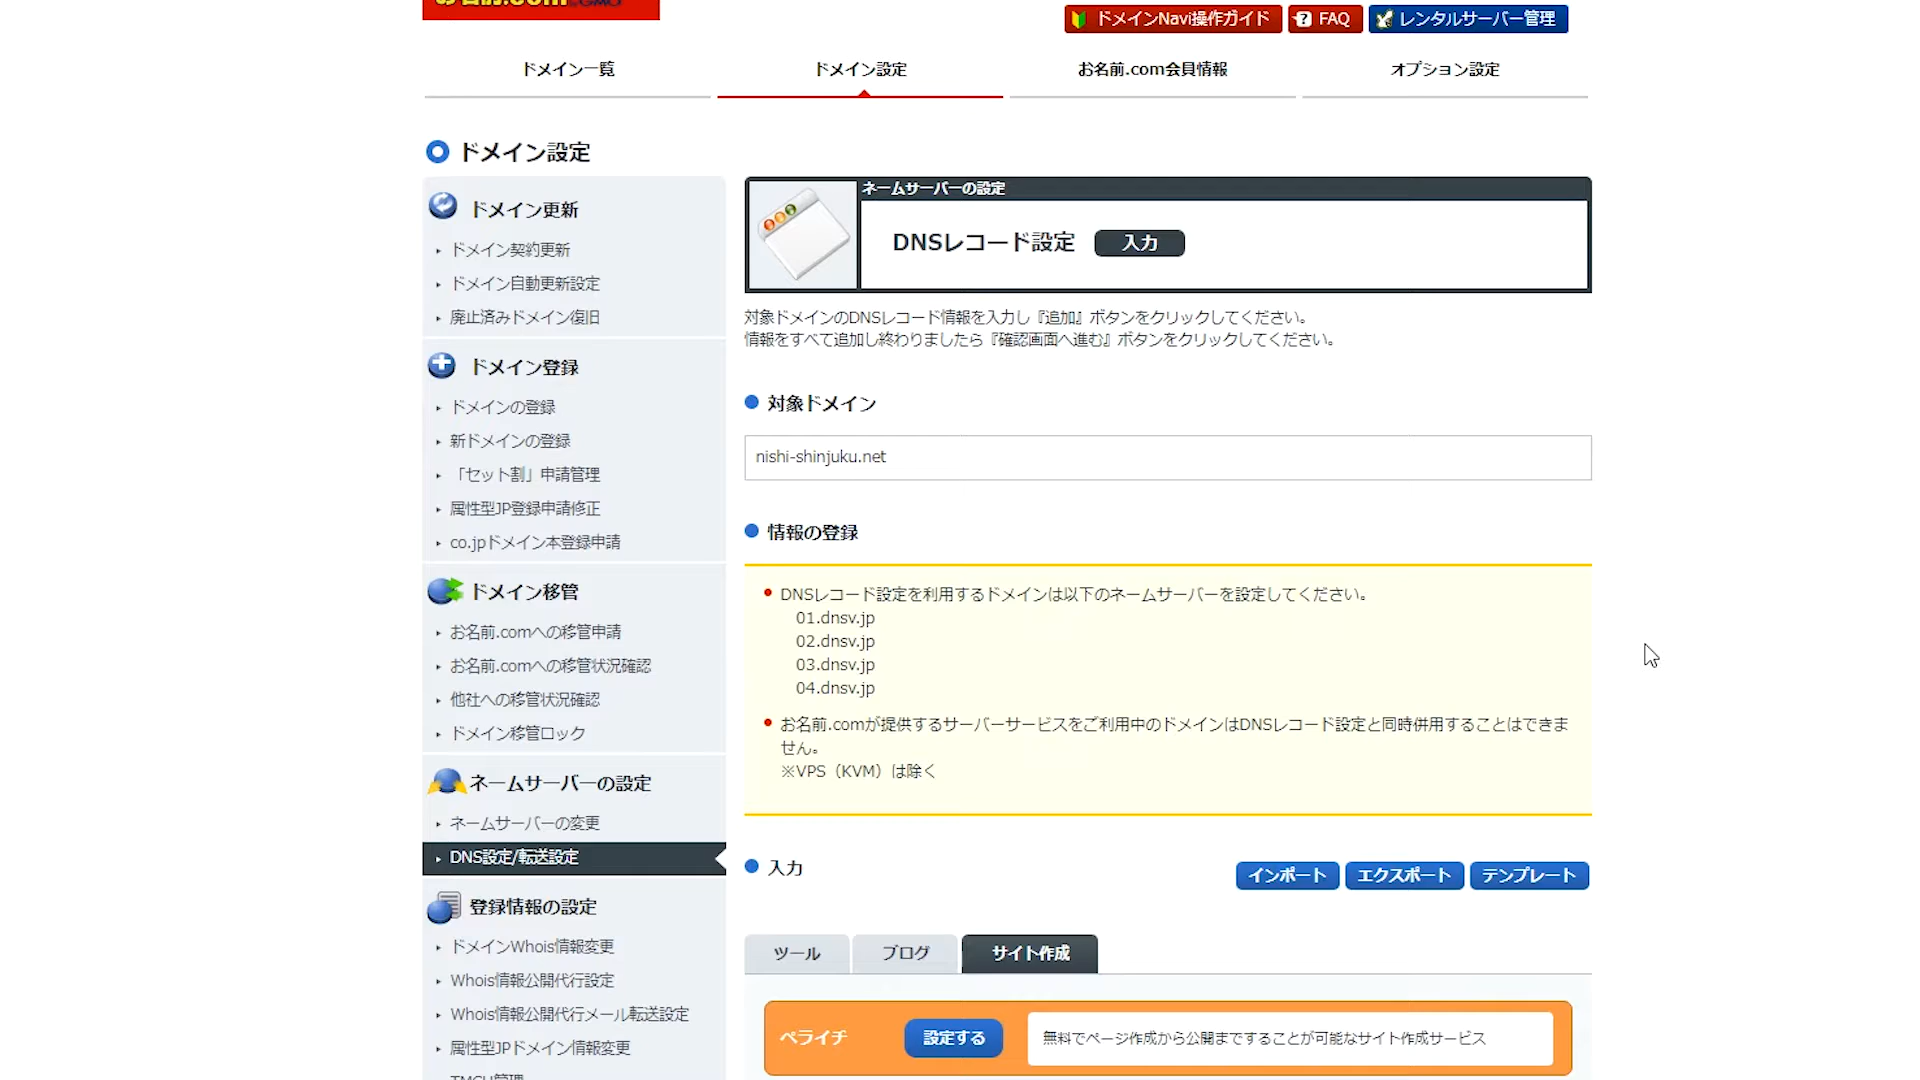 お名前.com
ドメインNavi操作ガイド
FAQ
レンタルサーバー管理
ドメイン一覧
ドメイン設定
お名前.com会員情報
オプション設定
ドメイン設定
ドメイン更新
ドメイン契約更新
ドメイン自動更新設定
廃止済みドメイン復旧
ドメイン登録
ドメインの登録
新ドメインの登録
「セット割」申請管理
属性型JP登録申請修正
co.jpドメイン本登録申請
ドメイン移管
お名前.comへの移管申請
お名前.comへの移管状況確認
他社への移管状況確認
ドメイン移管ロック
ネームサーバーの設定
ネームサーバーの変更
DNS設定/転送設定
登録情報の設定
ドメインWhois情報変更
Whois情報公開代行設定
Whois情報公開代行メール転送設定
属性型JPドメイン情報変更
TMCH管理
ネームサーバーの設定
DNSレコード設定
入力
対象ドメインのDNSレコード情報を入力し『追加』ボタンをクリックしてください。
情報をすべて追加し終わりましたら『確認画面へ進む』ボタンをクリックしてください。
対象ドメイン
nishi-shinjuku.net
情報の登録
DNSレコード設定を利用するドメインは以下のネームサーバーを設定してください。
01.dnsv.jp
02.dnsv.jp
03.dnsv.jp
04.dnsv.jp
お名前.comが提供するサーバーサービスをご利用中のドメインはDNSレコード設定と同時併用することはできま
せん。
※VPS（KVM）は除く
入力
インポート
エクスポート
テンプレート
ツール
ブログ
サイト作成
ペライチ
設定する
無料でページ作成から公開まですることが可能なサイト作成サービス